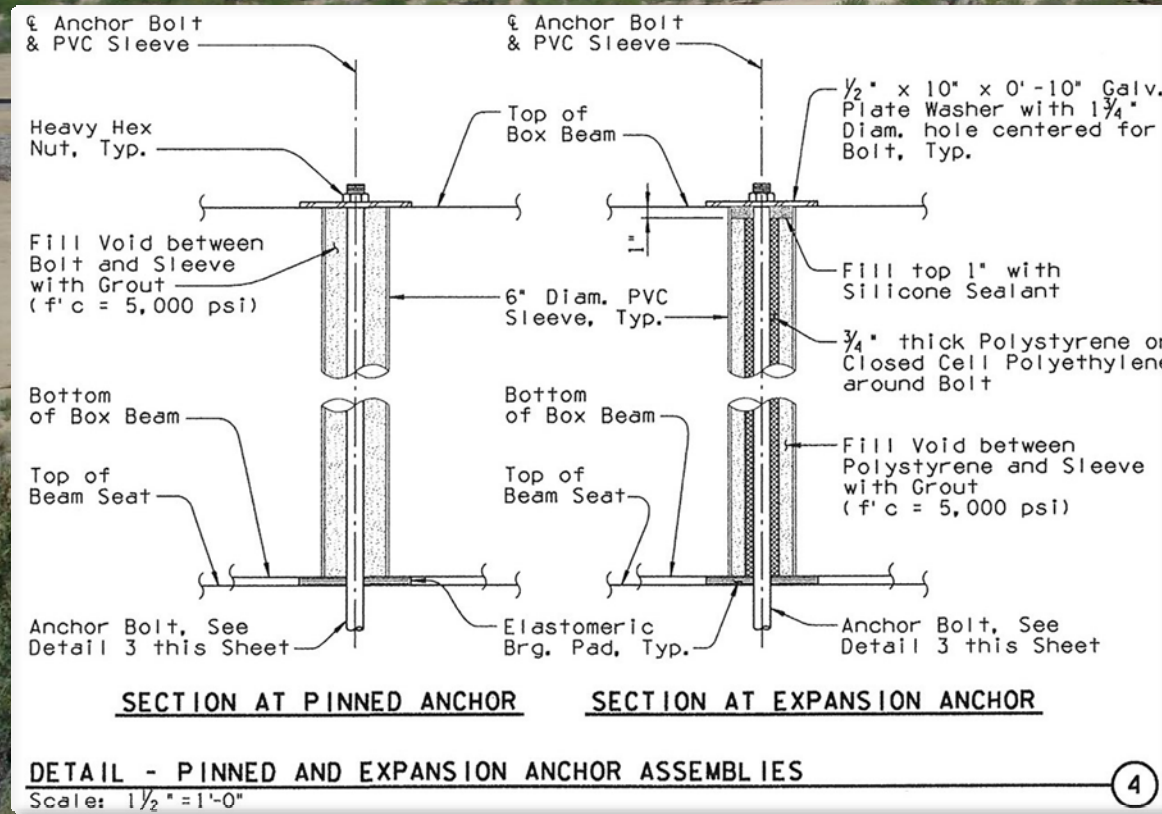 ℄ Anchor Bolt
& PVC Sleeve
℄ Anchor Bolt
& PVC Sleeve
Heavy Hex
Nut, Typ.
Top of
Box Beam
½" x 10" x 0'-10" Galv.
Plate Washer with 1¾"
Diam. hole centered for
Bolt, Typ.
Fill Void between
Bolt and Sleeve
with Grout
(f'c = 5,000 psi)
1"
6" Diam. PVC
Sleeve, Typ.
Fill top 1" with
Silicone Sealant
¾" thick Polystyrene or
Closed Cell Polyethylene
around Bolt
Bottom
of Box Beam
Bottom
of Box Beam
Fill Void between
Polystyrene and Sleeve
with Grout
(f'c = 5,000 psi)
Top of
Beam Seat
Top of
Beam Seat
Anchor Bolt, See
Detail 3 this Sheet
Elastomeric
Brg. Pad, Typ.
Anchor Bolt, See
Detail 3 this Sheet
SECTION AT PINNED ANCHOR
SECTION AT EXPANSION ANCHOR
DETAIL - PINNED AND EXPANSION ANCHOR ASSEMBLIES
4
Scale: 1½"=1'-0"